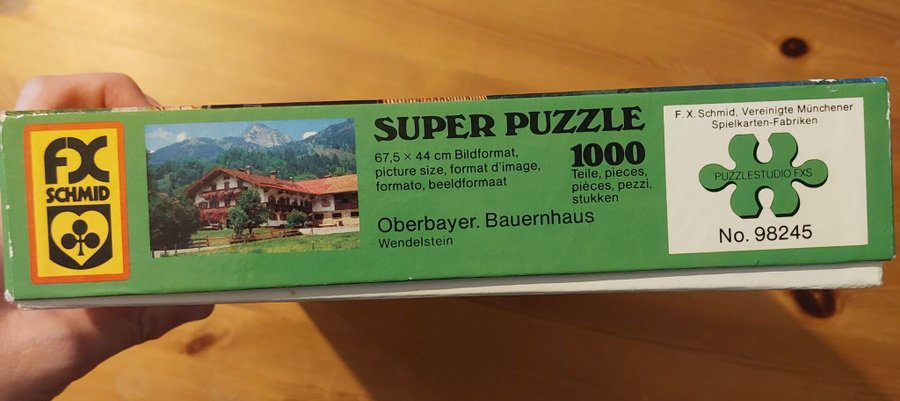 FX
SCHMID
SUPER PUZZLE
67,5 × 44 cm Bildformat,
picture size, format d'image,
formato, beeldformaat
1000
Teile, pieces,
pièces, pezzi,
stukken
Oberbayer. Bauernhaus
Wendelstein
F. X. Schmid, Vereinigte Münchener
Spielkarten-Fabriken
PUZZLESTUDIO FXS
No. 98245